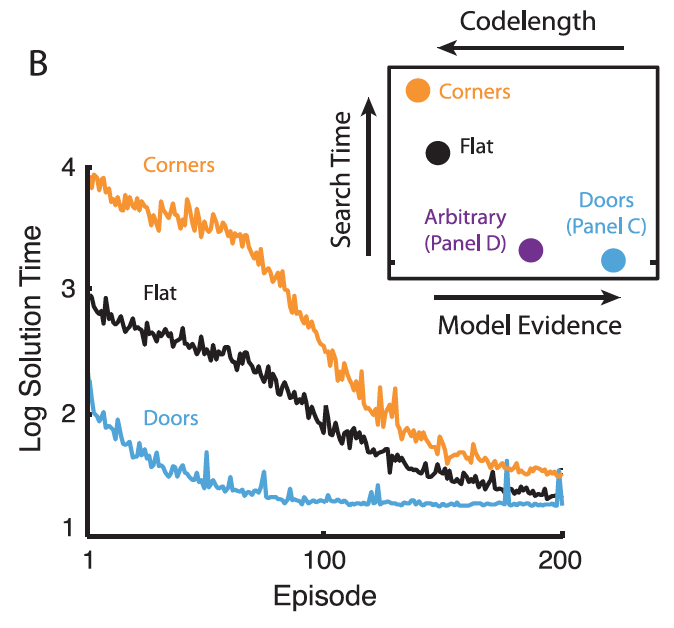 B
Codelength
Search Time
Corners
Flat
Arbitrary
(Panel D)
Doors
(Panel C)
Model Evidence
Log Solution Time
4
3
2
1
Corners
Flat
Doors
1
100
200
Episode